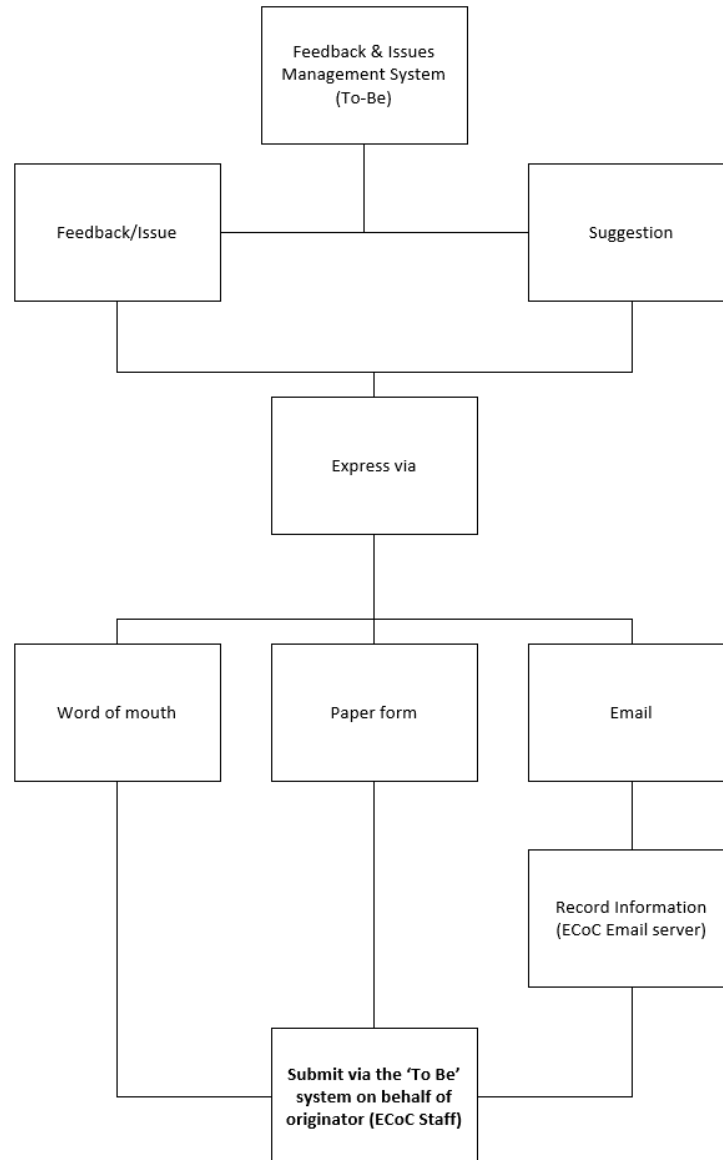 Feedback & Issues
Management System
(To-Be)
Feedback/Issue
Suggestion
Express via
Word of mouth
Paper form
Email
Record Information
(ECoC Email server)
Submit via the ‘To Be’
system on behalf of
originator (ECoC Staff)